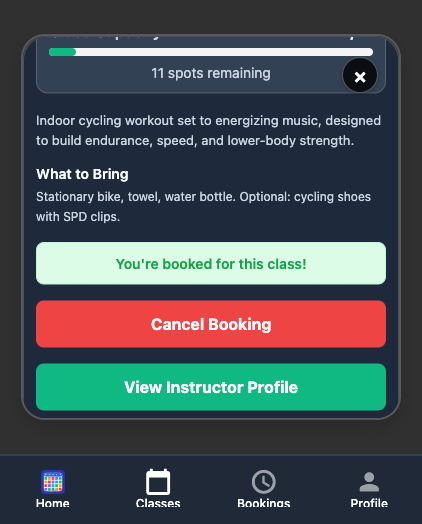 11 spots remaining
Indoor cycling workout set to energizing music, designed
to build endurance, speed, and lower-body strength.
What to Bring
Stationary bike, towel, water bottle. Optional: cycling shoes
with SPD clips.
You're booked for this class!
Cancel Booking
View Instructor Profile
Home
Classes
Bookings
Profile